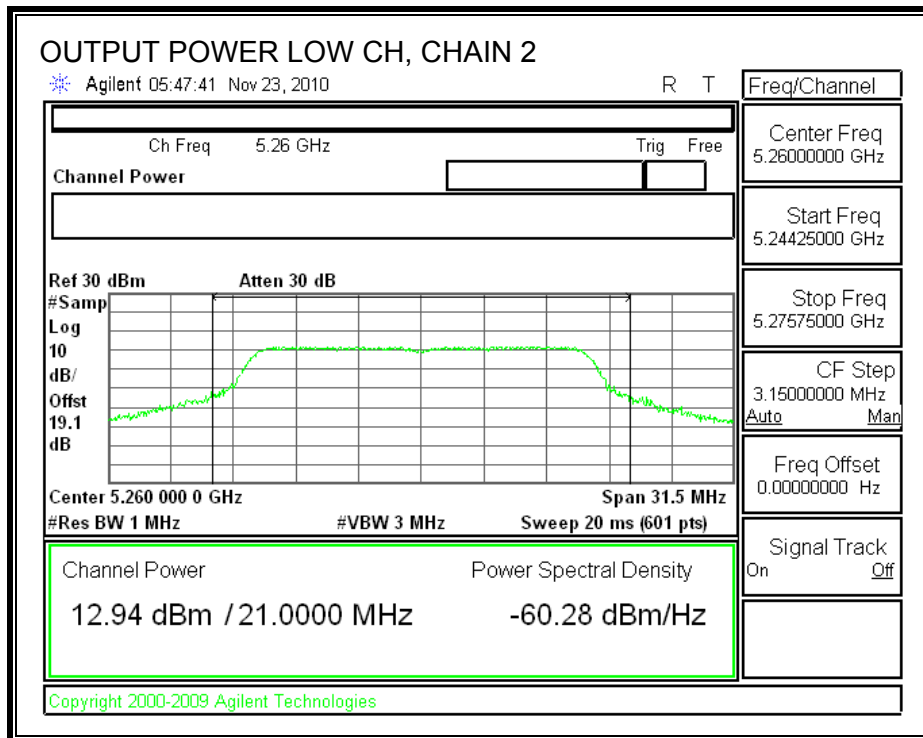 OUTPUT POWER LOW CH, CHAIN 2
Agilent 05:47:41 Nov 23, 2010 R T
Freq/Channel
Ch Freq 5.26 GHz Trig Free
Channel Power
Center Freq
5.26000000 GHz
Start Freq
5.24425000 GHz
Stop Freq
5.27575000 GHz
CF Step
3.15000000 MHz
Auto Man
Freq Offset
0.00000000 Hz
Signal Track
On Off
Ref 30 dBm Atten 30 dB
#Samp
Log
10
dB/
Offst
19.1
dB
Center 5.260 000 0 GHz Span 31.5 MHz
#Res BW 1 MHz #VBW 3 MHz Sweep 20 ms (601 pts)
Channel Power Power Spectral Density
12.94 dBm / 21.0000 MHz -60.28 dBm/Hz
Copyright 2000-2009 Agilent Technologies